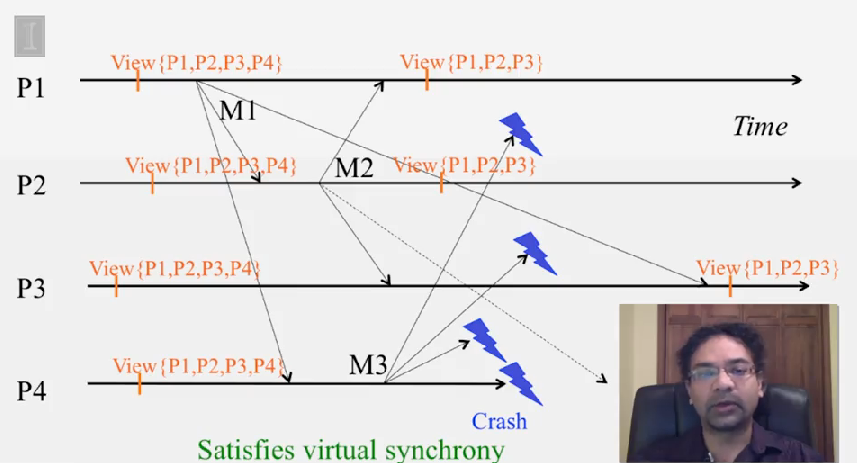 View{P1,P2,P3,P4} View{P1,P2,P3}
P1
M1
Time
View{P1,P2,P3,P4} M2 View{P1,P2,P3}
P2
View{P1,P2,P3,P4} View{P1,P2,P3}
P3
View{P1,P2,P3,P4} M3
P4
Crash
Satisfies virtual synchrony